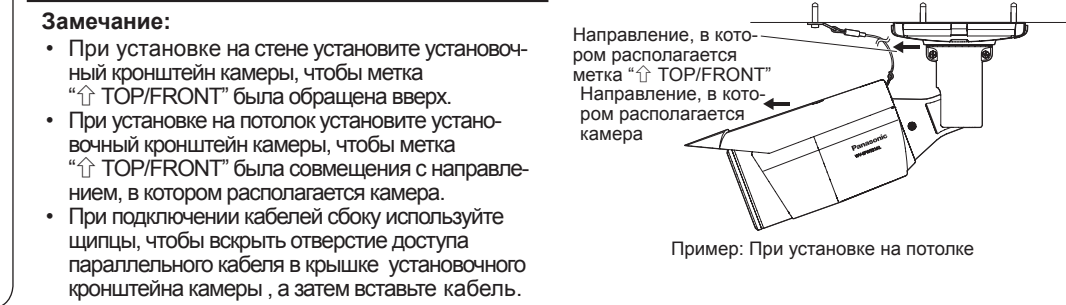 Замечание:
• При установке на стене установите установоч-
ный кронштейн камеры, чтобы метка
“⇧ TOP/FRONT” была обращена вверх.
• При установке на потолок установите устано-
вочный кронштейн камеры, чтобы метка
“⇧ TOP/FRONT” была совмещения с направле-
нием, в котором располагается камера.
• При подключении кабелей сбоку используйте
щипцы, чтобы вскрыть отверстие доступа
параллельного кабеля в крышке установочного
кронштейна камеры , а затем вставьте кабель.
Направление, в кото-
ром располагается
метка “⇧ TOP/FRONT”
Направление, в кото-
ром располагается
камера
Panasonic
Пример: При установке на потолке